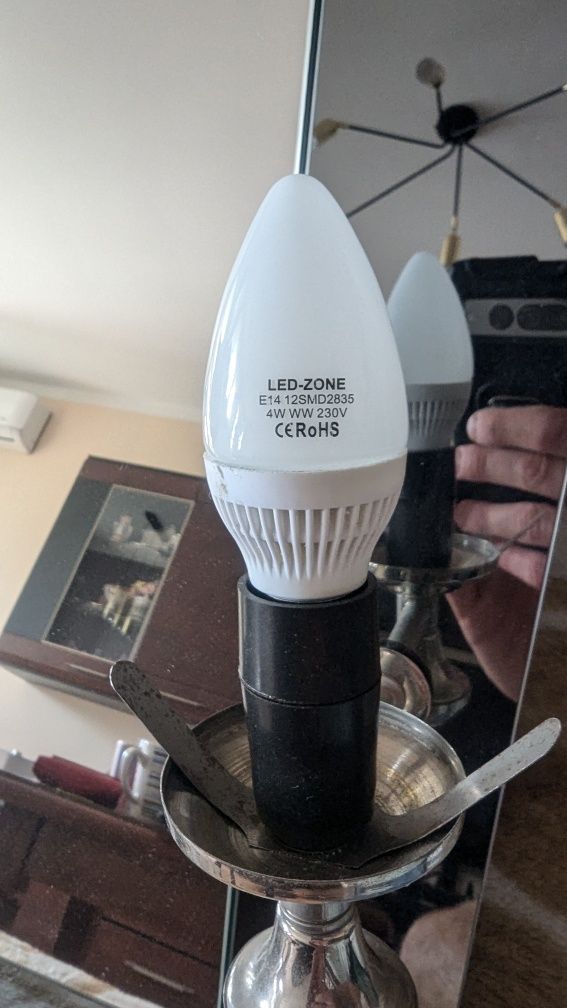 LED-ZONE
E14 12SMD2835
4W WW 230V
CE RoHS